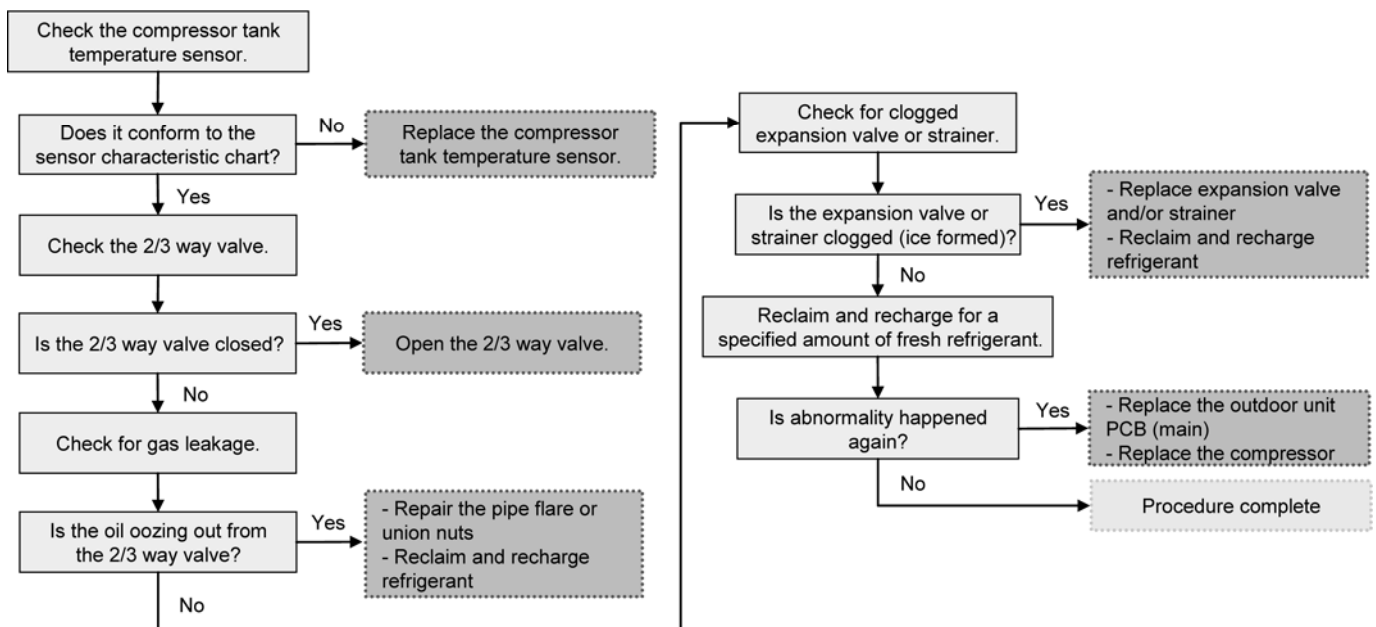 Check the compressor tank
temperature sensor.
Does it conform to the
sensor characteristic chart?
No
Replace the compressor
tank temperature sensor.
Yes
Check the 2/3 way valve.
Is the 2/3 way valve closed?
Yes
Open the 2/3 way valve.
No
Check for gas leakage.
Is the oil oozing out from
the 2/3 way valve?
Yes
- Repair the pipe flare or
union nuts
- Reclaim and recharge
refrigerant
No
Check for clogged
expansion valve or strainer.
Is the expansion valve or
strainer clogged (ice formed)?
Yes
- Replace expansion valve
and/or strainer
- Reclaim and recharge
refrigerant
No
Reclaim and recharge for a
specified amount of fresh refrigerant.
Is abnormality happened
again?
Yes
- Replace the outdoor unit
PCB (main)
- Replace the compressor
No
Procedure complete